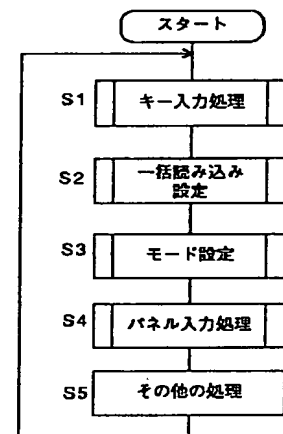 スタート
S1 キー入力処理
S2 一括読み込み
設定
S3 モード設定
S4 パネル入力処理
S5 その他の処理